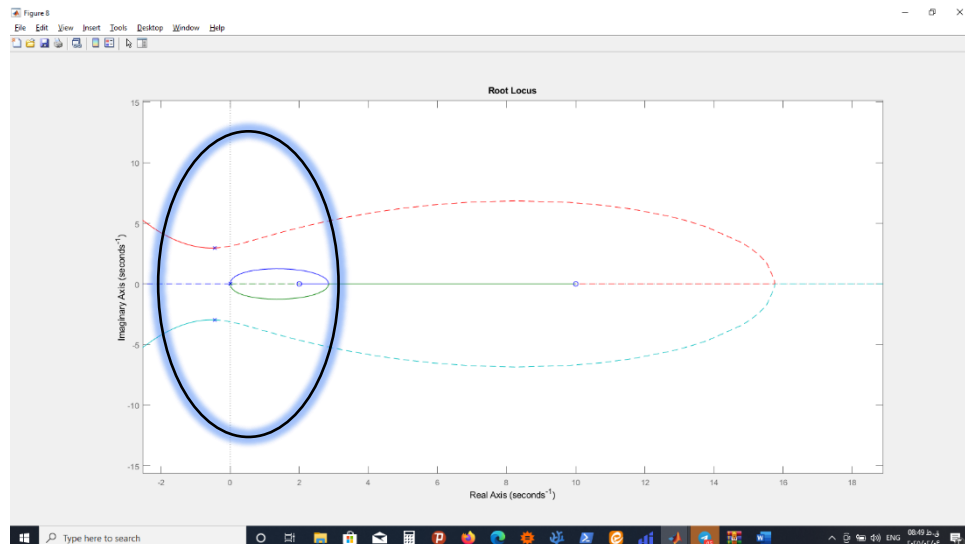 Figure 8
File Edit View Insert Tools Desktop Window Help
Root Locus
15
10
5
0
-5
-10
-15
Imaginary Axis (seconds⁻¹)
-2 0 2 4 6 8 10 12 14 16 18
Real Axis (seconds⁻¹)
Type here to search
ENG
08:49 ق.ظ